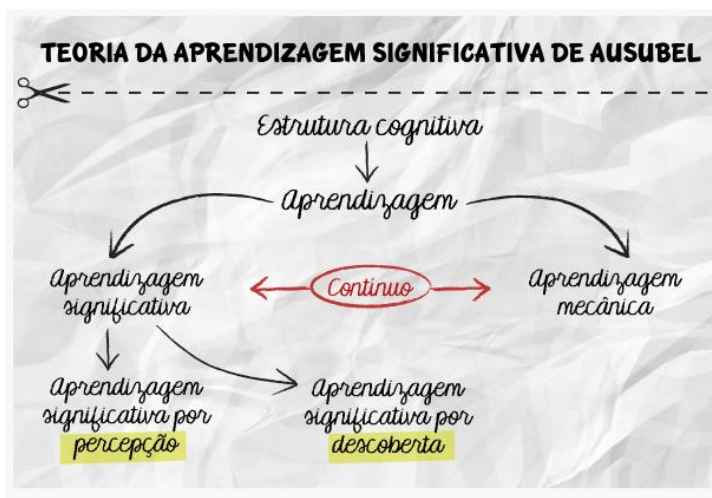 TEORIA DA APRENDIZAGEM SIGNIFICATIVA DE AUSUBEL
Estrutura cognitiva
Aprendizagem
Aprendizagem
significativa
Contínuo
Aprendizagem
mecânica
Aprendizagem
significativa por
percepção
Aprendizagem
significativa por
descoberta